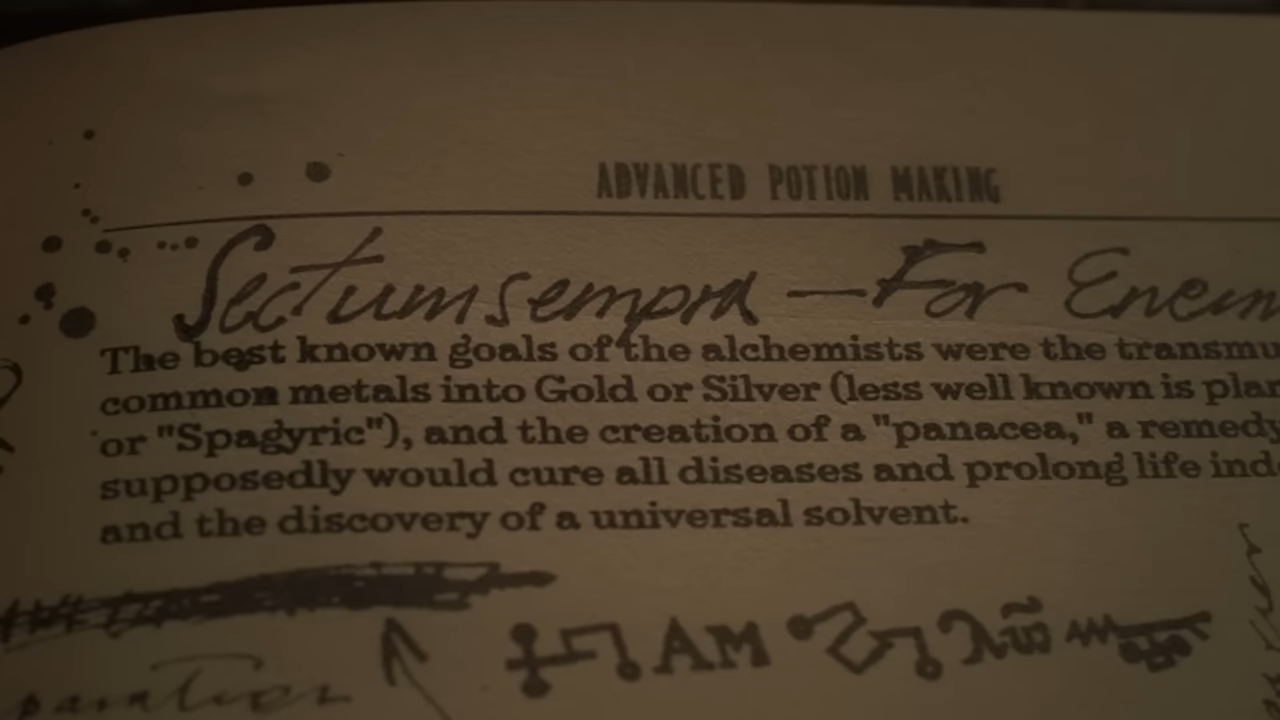 ADVANCED POTION MAKING
Sectumsempra — For Enem
The best known goals of the alchemists were the transmu
common metals into Gold or Silver (less well known is plan
or "Spagyric"), and the creation of a "panacea," a remedy
supposedly would cure all diseases and prolong life ind
and the discovery of a universal solvent.
AM